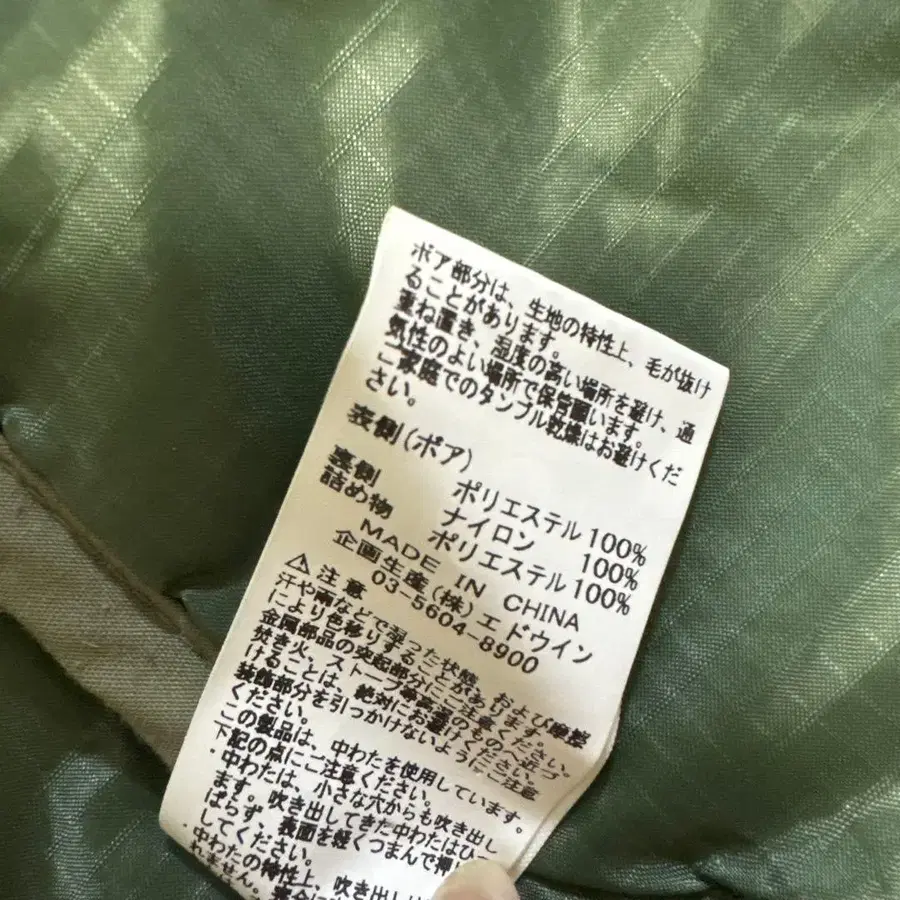 ボア部分は、生地の特性上、毛が抜け
ることがあります。
重ね置き、湿度の高い場所を避け、通
気性のよい場所で保管願います。
ご家庭でのタンブル乾燥はお避けくだ
さい。
表側(ボア)
ポリエステル100%
裏側 ナイロン 100%
詰め物 ポリエステル100%
MADE IN CHINA
企画生産(株)エドウイン
03-5604-8900
⚠注意
汗や雨などで湿った状態、および摩擦
により色移りすることがあります。
金属部品の突起部分にご注意ください。
焚き火、ストーブ等高温のものへ近づ
けることは、絶対にお避けください。
装飾部分を引っかけないようにご注意
ください。
この製品は、中わたを使用しています。
下記の点にご注意ください。
・中わたは、小さな穴からも吹き出し
ます。吹き出してきた中わたはひっ
ぱらず、表面を軽くつまんで押
してください。
・中わたの特性上、吹き出しは
れません。